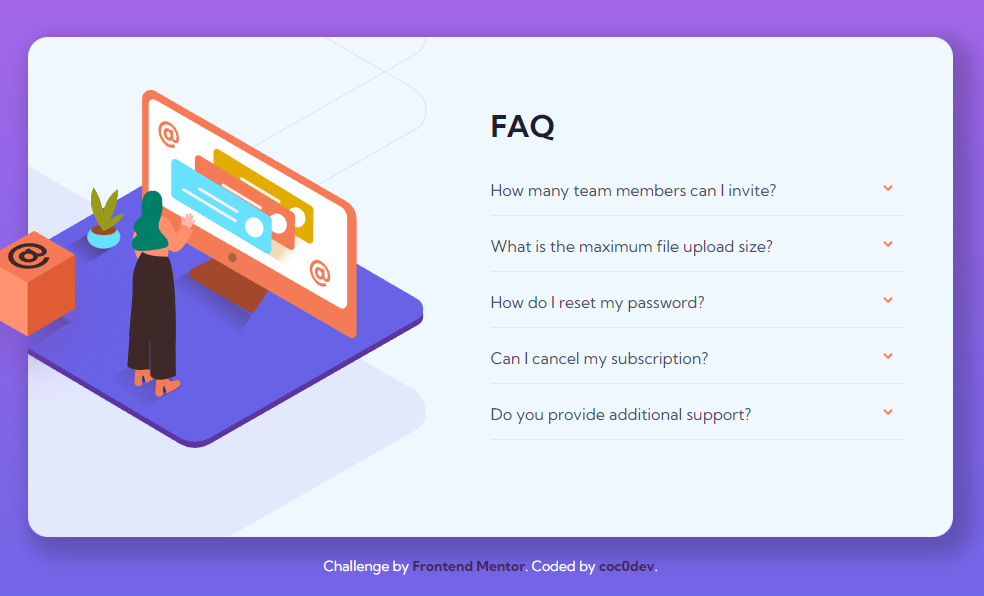 FAQ
How many team members can I invite?
What is the maximum file upload size?
How do I reset my password?
Can I cancel my subscription?
Do you provide additional support?
@
@
@
Challenge by Frontend Mentor. Coded by coc0dev.